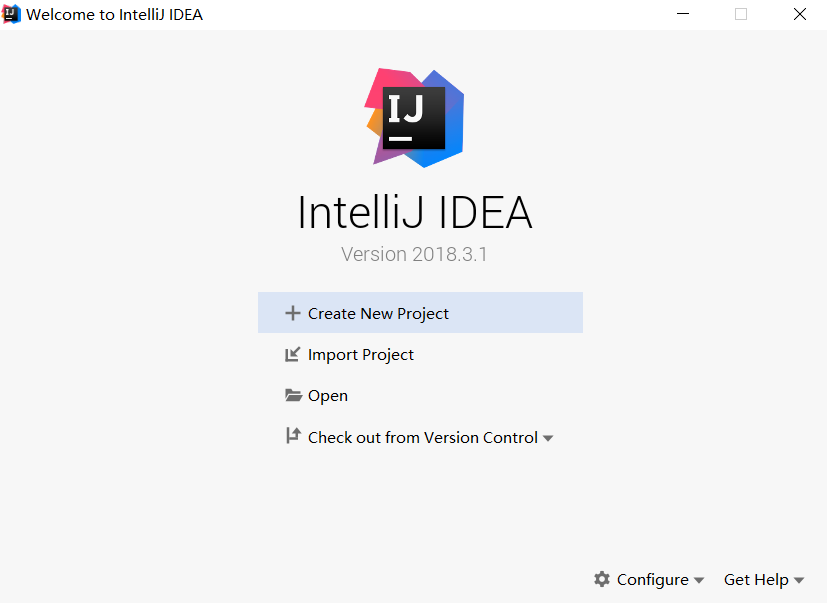 Welcome to IntelliJ IDEA
IJ
IntelliJ IDEA
Version 2018.3.1
Create New Project
Import Project
Open
Check out from Version Control
Configure Get Help